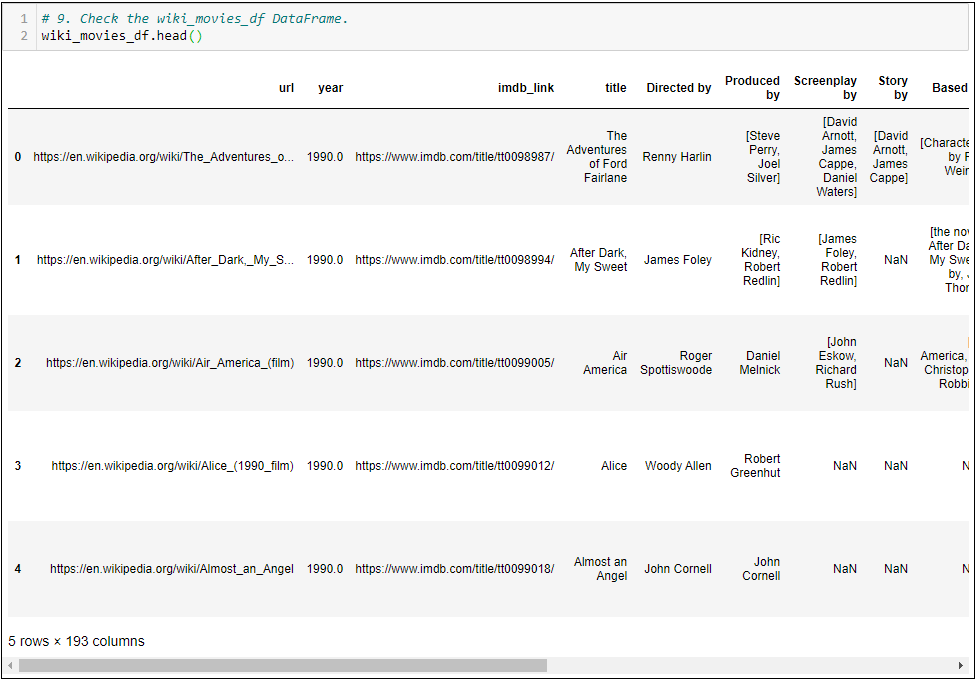 1 # 9. Check the wiki_movies_df DataFrame.
2 wiki_movies_df.head()
url year imdb_link title Directed by Produced by Screenplay by Story by Based
0 https://en.wikipedia.org/wiki/The_Adventures_o... 1990.0 https://www.imdb.com/title/tt0098987/ The Adventures of Ford Fairlane Renny Harlin [Steve Perry, Joel Silver] [David Arnott, James Cappe, Daniel Waters] [David Arnott, James Cappe] [Characte by F Weir
1 https://en.wikipedia.org/wiki/After_Dark,_My_S... 1990.0 https://www.imdb.com/title/tt0098994/ After Dark, My Sweet James Foley [Ric Kidney, Robert Redlin] [James Foley, Robert Redlin] NaN [the nov After Da My Swe by, Thor
2 https://en.wikipedia.org/wiki/Air_America_(film) 1990.0 https://www.imdb.com/title/tt0099005/ Air America Roger Spottiswoode Daniel Melnick [John Eskow, Richard Rush] NaN [ America, Christop Robbi
3 https://en.wikipedia.org/wiki/Alice_(1990_film) 1990.0 https://www.imdb.com/title/tt0099012/ Alice Woody Allen Robert Greenhut NaN NaN N
4 https://en.wikipedia.org/wiki/Almost_an_Angel 1990.0 https://www.imdb.com/title/tt0099018/ Almost an Angel John Cornell John Cornell NaN NaN N
5 rows × 193 columns